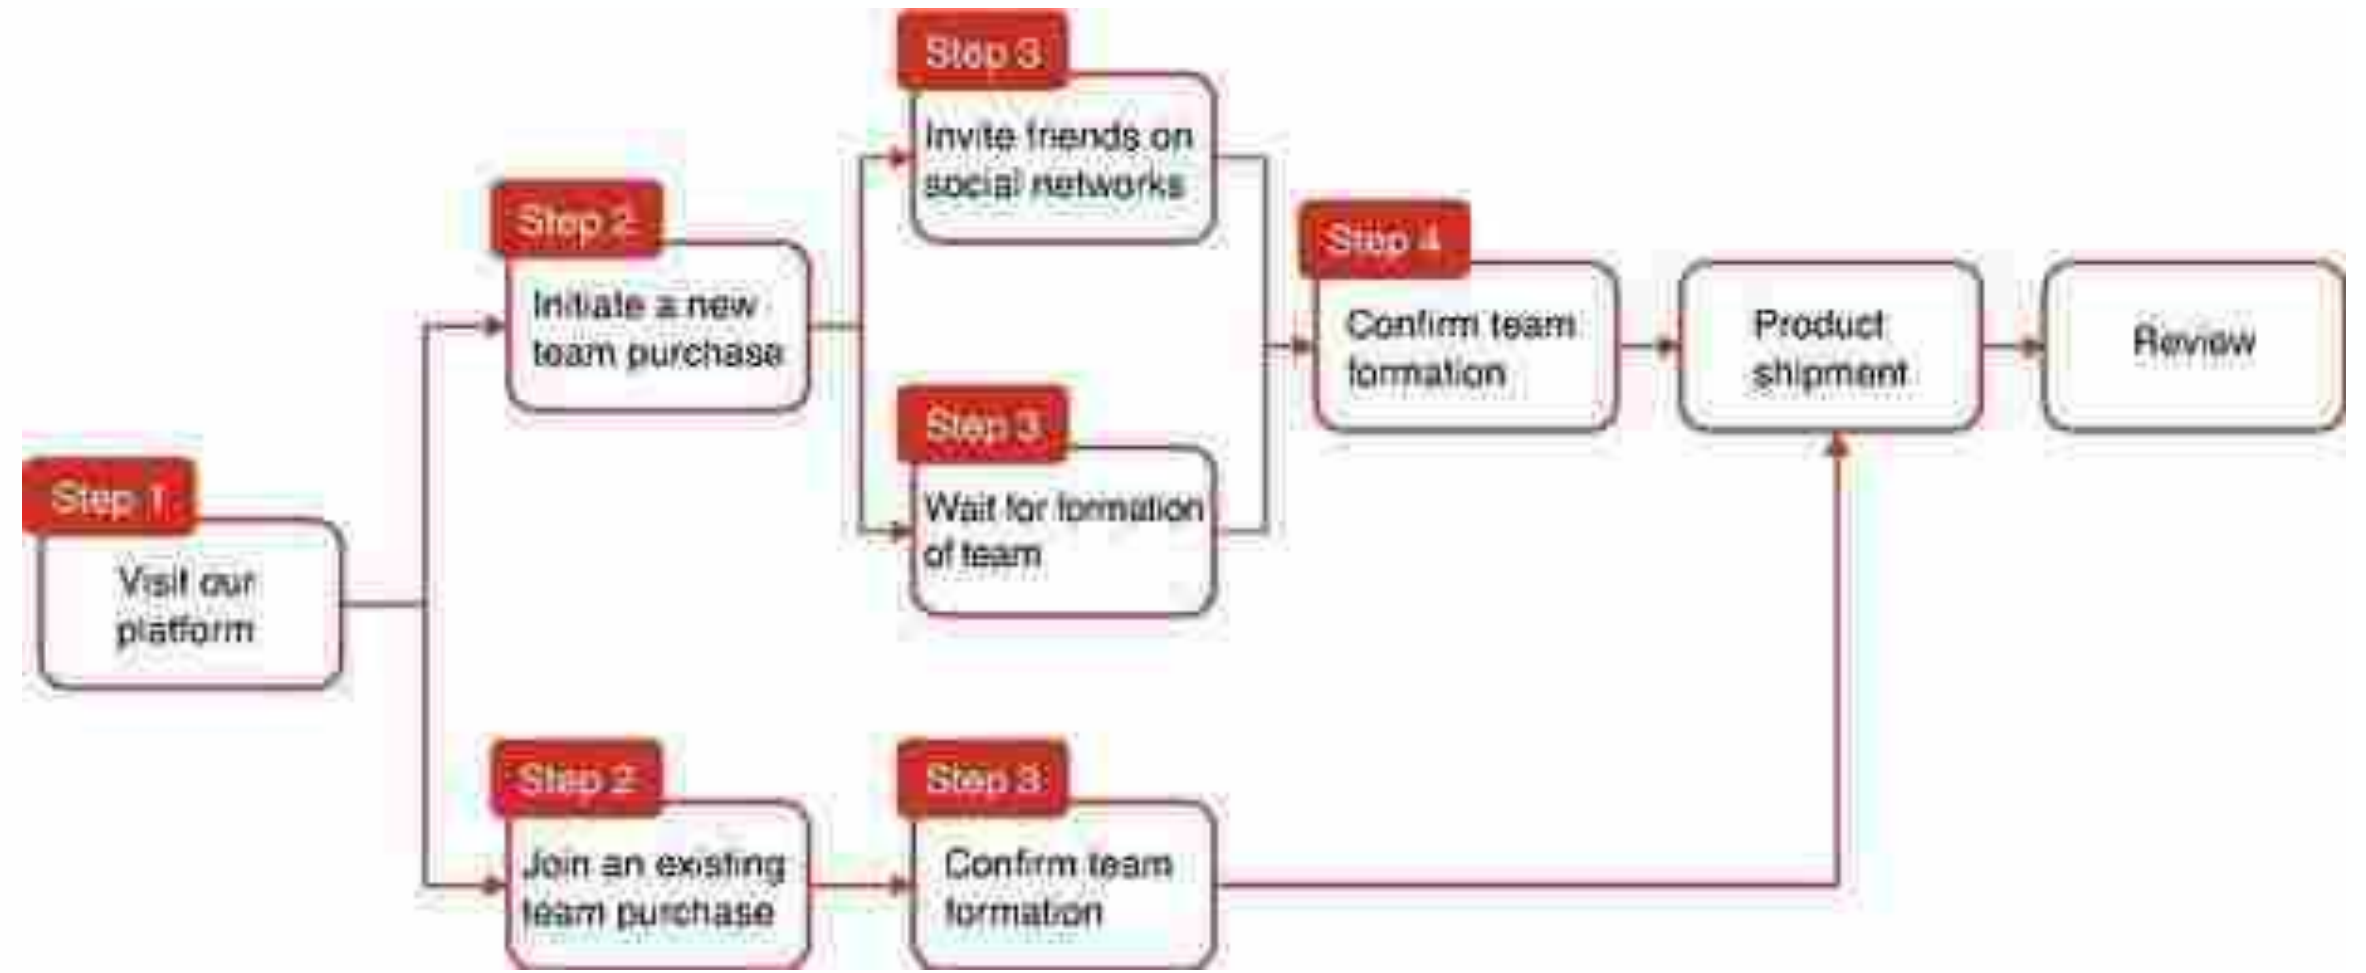 Step 1
Visit our
platform
Step 2
Initiate a new
team purchase
Step 3
Invite friends on
social networks
Step 3
Wait for formation
of team
Step 4
Confirm team
formation
Product
shipment
Review
Step 2
Join an existing
team purchase
Step 3
Confirm team
formation